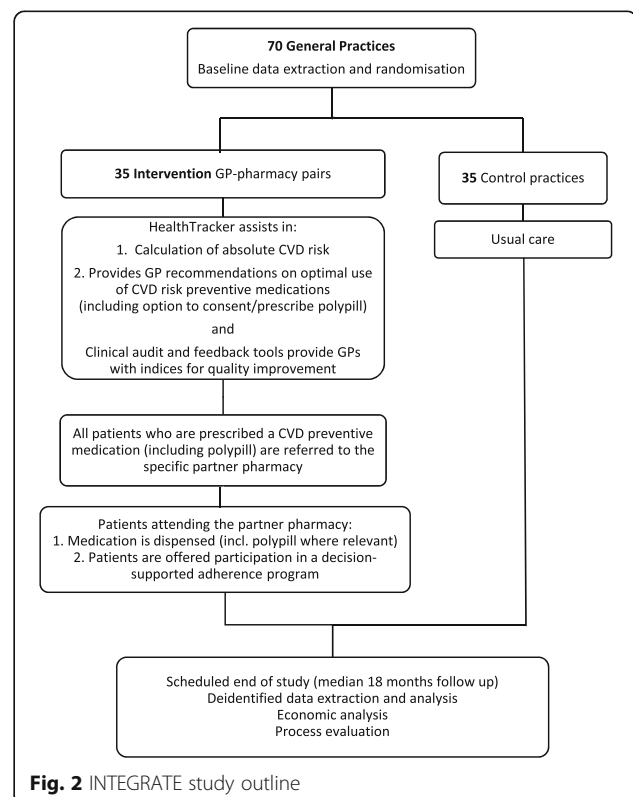 70 General Practices
Baseline data extraction and randomisation
35 Intervention GP-pharmacy pairs
35 Control practices
HealthTracker assists in:
1. Calculation of absolute CVD risk
2. Provides GP recommendations on optimal use
of CVD risk preventive medications
(including option to consent/prescribe polypill)
and
Clinical audit and feedback tools provide GPs
with indices for quality improvement
Usual care
All patients who are prescribed a CVD preventive
medication (including polypill) are referred to the
specific partner pharmacy
Patients attending the partner pharmacy:
1. Medication is dispensed (incl. polypill where relevant)
2. Patients are offered participation in a decision-
supported adherence program
Scheduled end of study (median 18 months follow up)
Deidentified data extraction and analysis
Economic analysis
Process evaluation
Fig. 2 INTEGRATE study outline